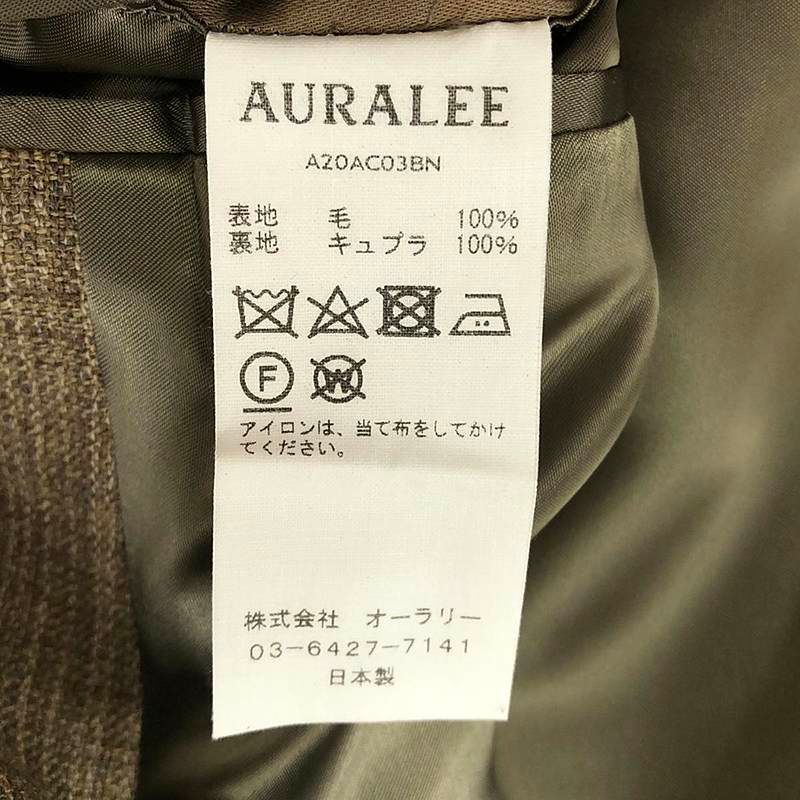 AURALEE
A20AC03BN
表地 毛 100%
裏地 キュプラ 100%
F W
アイロンは、当て布をしてかけ
てください。
株式会社 オーラリー
03-6427-7141
日本製